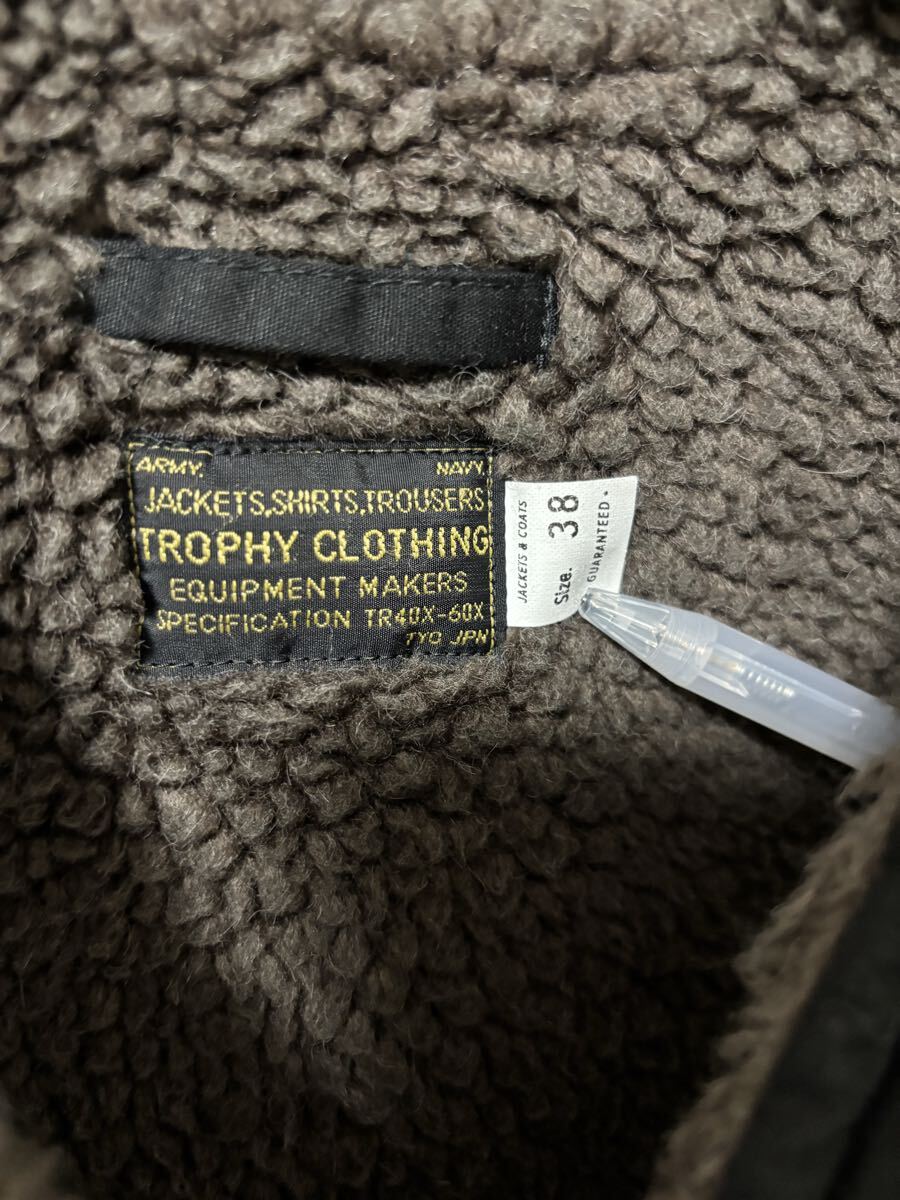 ARMY. NAVY.
JACKETS,SHIRTS,TROUSERS
TROPHY CLOTHING
EQUIPMENT MAKERS
SPECIFICATION TR40X-60X
TYO JPN
JACKETS & COATS
Size. 38
GUARANTEED.